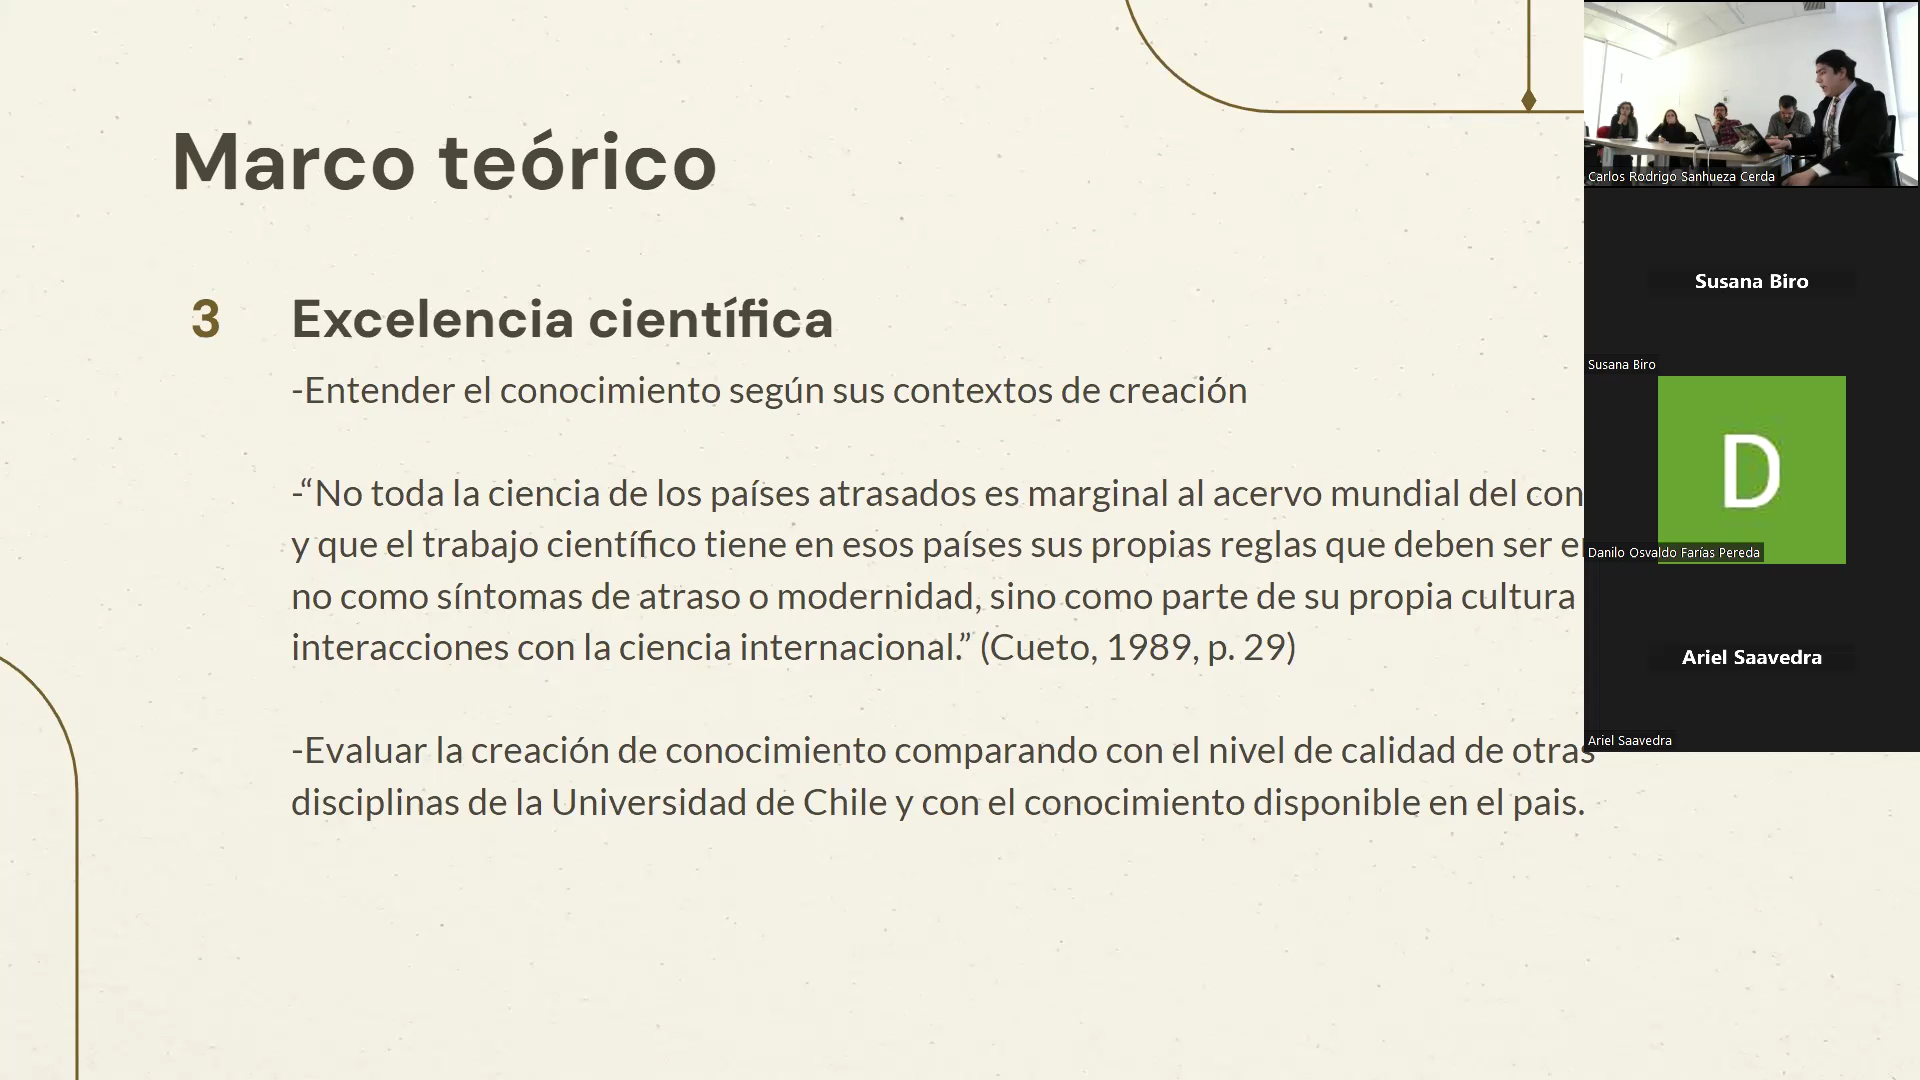 Marco teórico
3 Excelencia científica
-Entender el conocimiento según sus contextos de creación
-“No toda la ciencia de los países atrasados es marginal al acervo mundial del
y que el trabajo científico tiene en esos países sus propias reglas que deben ser
no como síntomas de atraso o modernidad, sino como parte de su propia cultura
interacciones con la ciencia internacional.” (Cueto, 1989, p. 29)
-Evaluar la creación de conocimiento comparando con el nivel de calidad de otras
disciplinas de la Universidad de Chile y con el conocimiento disponible en el pais.
Carlos Rodrigo Sanhueza Cerda
Susana Biro
Susana Biro
D
Danilo Osvaldo Farías Pereda
Ariel Saavedra
Ariel Saavedra